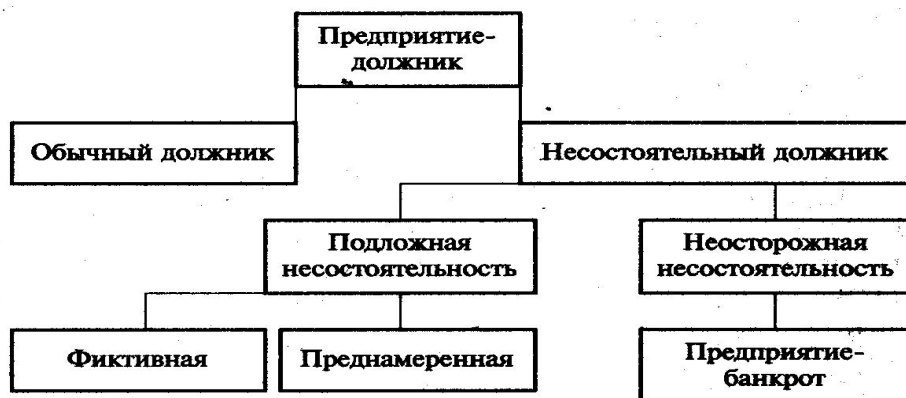 Предприятие-
должник
Обычный должник
Несостоятельный должник
Подложная
несостоятельность
Неосторожная
несостоятельность
Фиктивная
Преднамеренная
Предприятие-
банкрот